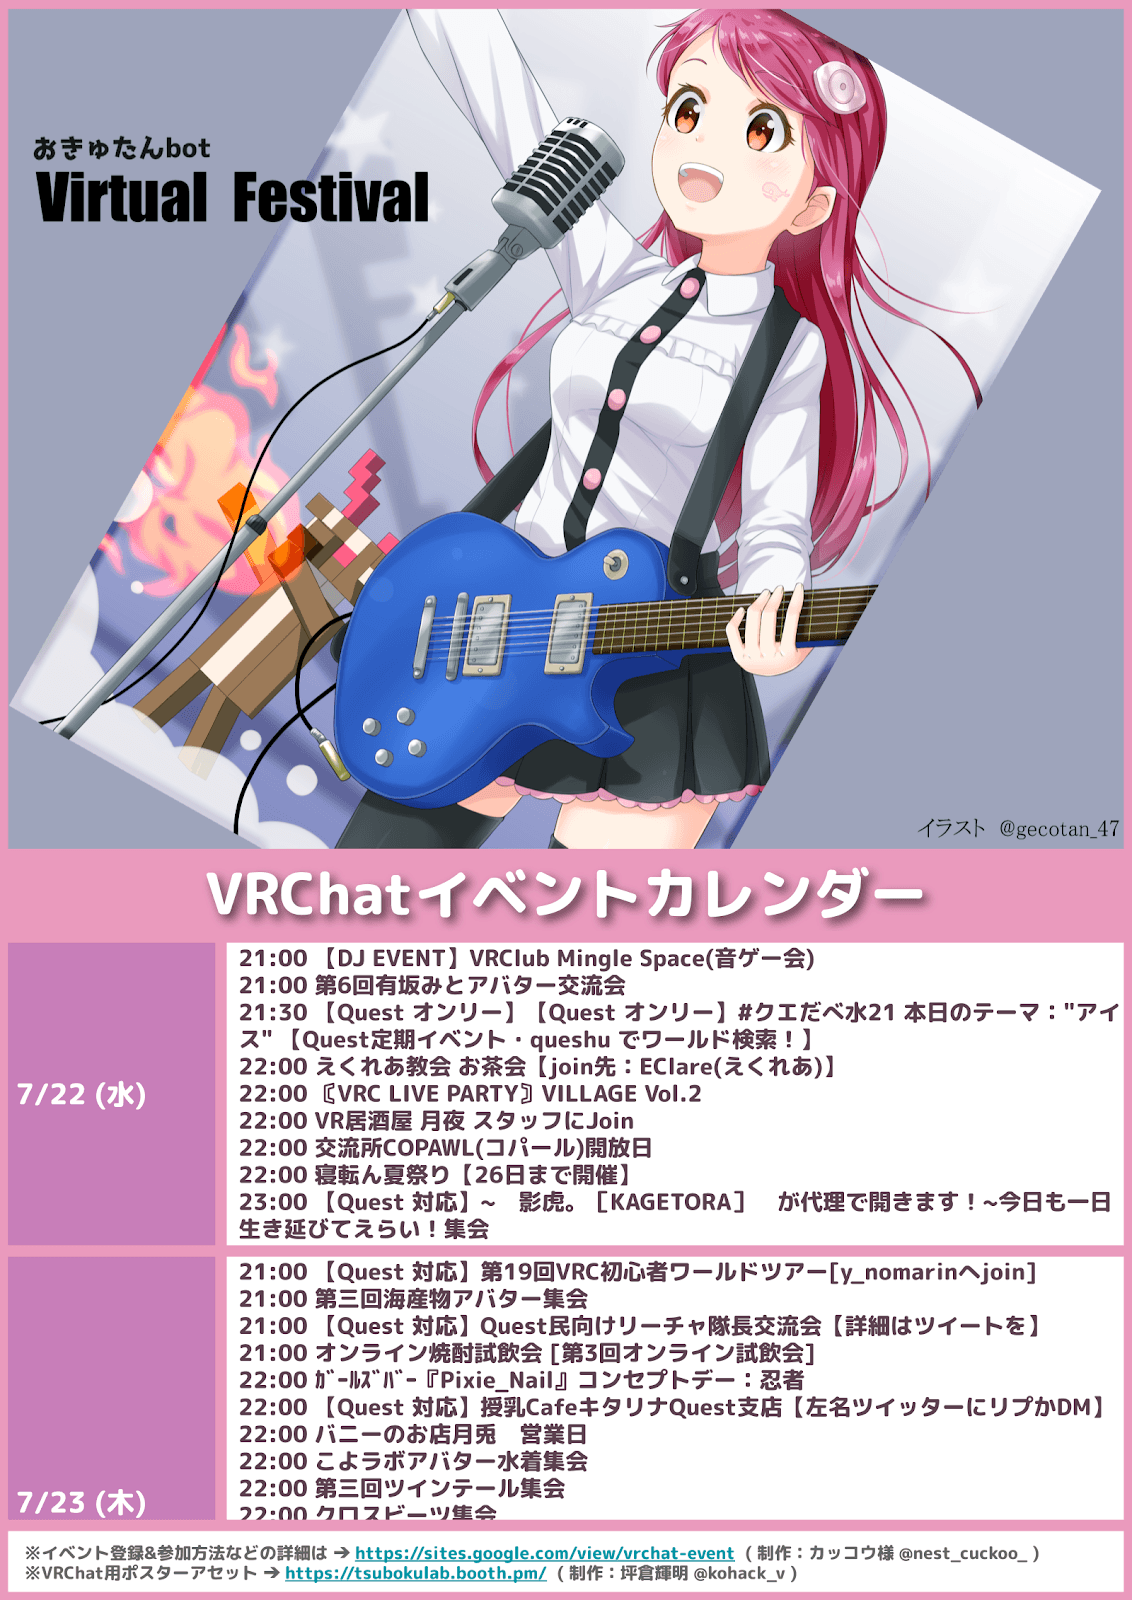 おきゅたんbot
Virtual Festival
イラスト @gecotan_47
VRChatイベントカレンダー
7/22 (水)
21:00 【DJ EVENT】VRClub Mingle Space(音ゲー会)
21:00 第6回有坂みとアバター交流会
21:30 【Quest オンリー】【Quest オンリー】#クエだべ水21 本日のテーマ："アイ
ス" 【Quest定期イベント・queshu でワールド検索！】
22:00 えくれあ教会 お茶会【join先：EClare(えくれあ)】
22:00 〖VRC LIVE PARTY〗VILLAGE Vol.2
22:00 VR居酒屋 月夜 スタッフにJoin
22:00 交流所COPAWL(コパール)開放日
22:00 寝転ん夏祭り【26日まで開催】
23:00 【Quest 対応】~　影虎。［KAGETORA］　が代理で開きます！~今日も一日
生き延びてえらい！集会
7/23 (木)
21:00 【Quest 対応】第19回VRC初心者ワールドツアー[y_nomarinへjoin]
21:00 第三回海産物アバター集会
21:00 【Quest 対応】Quest民向けリーチャ隊長交流会【詳細はツイートを】
21:00 オンライン焼酎試飲会 [第3回オンライン試飲会]
22:00 ｶﾞｰﾙｽﾞﾊﾞｰ『Pixie_Nail』コンセプトデー：忍者
22:00 【Quest 対応】授乳CafeキタリナQuest支店【左名ツイッターにリプかDM】
22:00 バニーのお店月兎　営業日
22:00 こよラボアバター水着集会
22:00 第三回ツインテール集会
22:00 クロスビーツ集会
※イベント登録&参加方法などの詳細は → https://sites.google.com/view/vrchat-event （ 制作：カッコウ様 @nest_cuckoo_ ）
※VRChat用ポスターアセット → https://tsubokulab.booth.pm/ （ 制作：坪倉輝明 @kohack_v ）